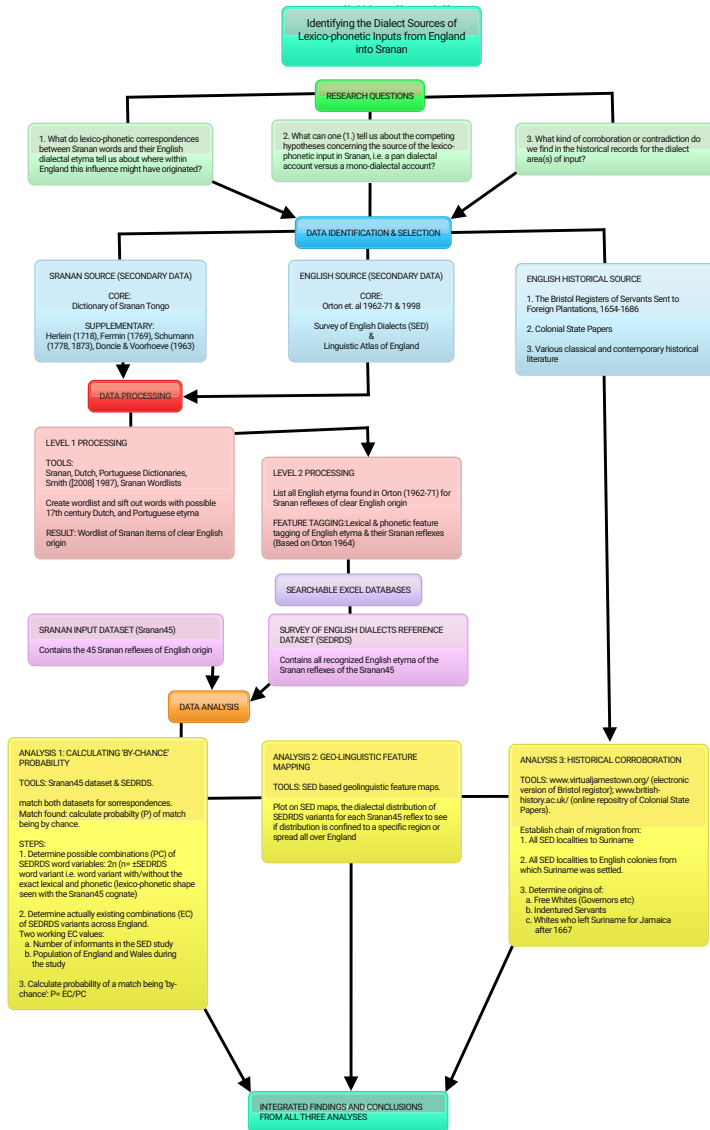 Identifying the Dialect Sources of
Lexico-phonetic Inputs from England
into Sranan
RESEARCH QUESTIONS
1. What do lexico-phonetic correspondences
between Sranan words and their English
dialectal etyma tell us about where within
England this influence might have originated?
2. What can one (1.) tell us about the competing
hypotheses concerning the source of the lexico-
phonetic input in Sranan, i.e. a pan dialectal
account versus a mono-dialectal account?
3. What kind of corroboration or contradiction do
we find in the historical records for the dialect
area(s) of input?
DATA IDENTIFICATION & SELECTION
SRANAN SOURCE (SECONDARY DATA)
CORE:
Dictionary of Sranan Tongo
SUPPLEMENTARY:
Herlein (1718), Fermin (1769), Schumann
(1778, 1873), Doncie & Voorhoeve (1963)
ENGLISH SOURCE (SECONDARY DATA)
CORE:
Orton et. al 1962-71 & 1998
Survey of English Dialects (SED)
&
Linguistic Atlas of England
ENGLISH HISTORICAL SOURCE
1. The Bristol Registers of Servants Sent to
Foreign Plantations, 1654-1686
2. Colonial State Papers
3. Various classical and contemporary historical
literature
DATA PROCESSING
LEVEL 1 PROCESSING
TOOLS:
Sranan, Dutch, Portuguese Dictionaries,
Smith ([2008] 1987), Sranan Wordlists
Create wordlist and sift out words with possible
17th century Dutch, and Portuguese etyma
RESULT: Wordlist of Sranan items of clear English
origin
LEVEL 2 PROCESSING
List all English etyma found in Orton (1962-71) for
Sranan reflexes of clear English origin
FEATURE TAGGING:Lexical & phonetic feature
tagging of English etyma & their Sranan reflexes
(Based on Orton 1964)
SEARCHABLE EXCEL DATABASES
SRANAN INPUT DATASET (Sranan45)
Contains the 45 Sranan reflexes of English origin
SURVEY OF ENGLISH DIALECTS REFERENCE
DATASET (SEDRDS)
Contains all recognized English etyma of the
Sranan reflexes of the Sranan45
DATA ANALYSIS
ANALYSIS 1: CALCULATING 'BY-CHANCE'
PROBABILITY
TOOLS: Sranan45 dataset & SEDRDS.
match both datasets for sorrespondences.
Match found: calculate probabilty (P) of match
being by chance.
STEPS:
1. Determine possible combinations (PC) of
SEDRDS word variables: 2n (n= ±SEDRDS
word variant i.e. word variant with/without the
exact lexical and phonetic (lexico-phonetic shape
seen with the Sranan45 cognate)
2. Determine actually existing combinations (EC)
of SEDRDS variants across England.
Two working EC values:
a. Number of informants in the SED study
b. Population of England and Wales during
the study
3. Calculate probability of a match being 'by-
chance': P= EC/PC
ANALYSIS 2: GEO-LINGUISTIC FEATURE
MAPPING
TOOLS: SED based geolinguistic feature maps.
Plot on SED maps, the dialectal distribution of
SEDRDS variants for each Sranan45 reflex to see
if distribution is confined to a specific region or
spread all over England
ANALYSIS 3: HISTORICAL CORROBORATION
TOOLS: www.virtualjamestown.org/ (electronic
version of Bristol registor); www.british-
history.ac.uk/ (online repositry of Colonial State
Papers).
Establish chain of migration from:
1. All SED localities to Suriname
2. All SED localities to English colonies from
which Suriname was settled.
3. Determine origins of:
a. Free Whites (Governors etc)
b. Indentured Servants
c. Whites who left Suriname for Jamaica
after 1667
INTEGRATED FINDINGS AND CONCLUSIONS
FROM ALL THREE ANALYSES